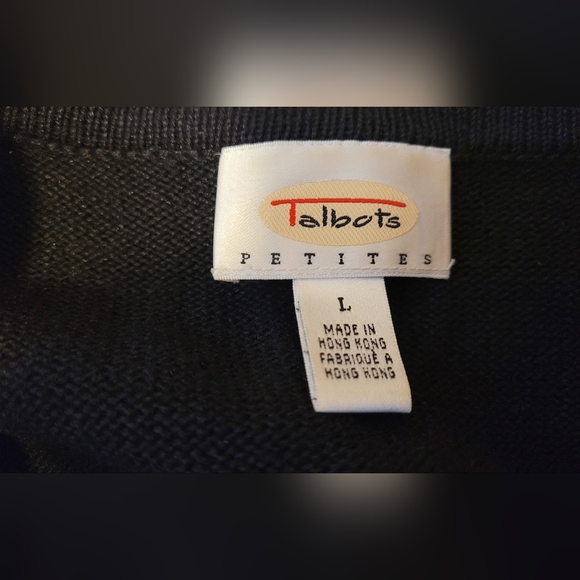 Talbots
PETITES
L
MADE IN
HONG KONG
FABRIQUÉ A
HONG KONG